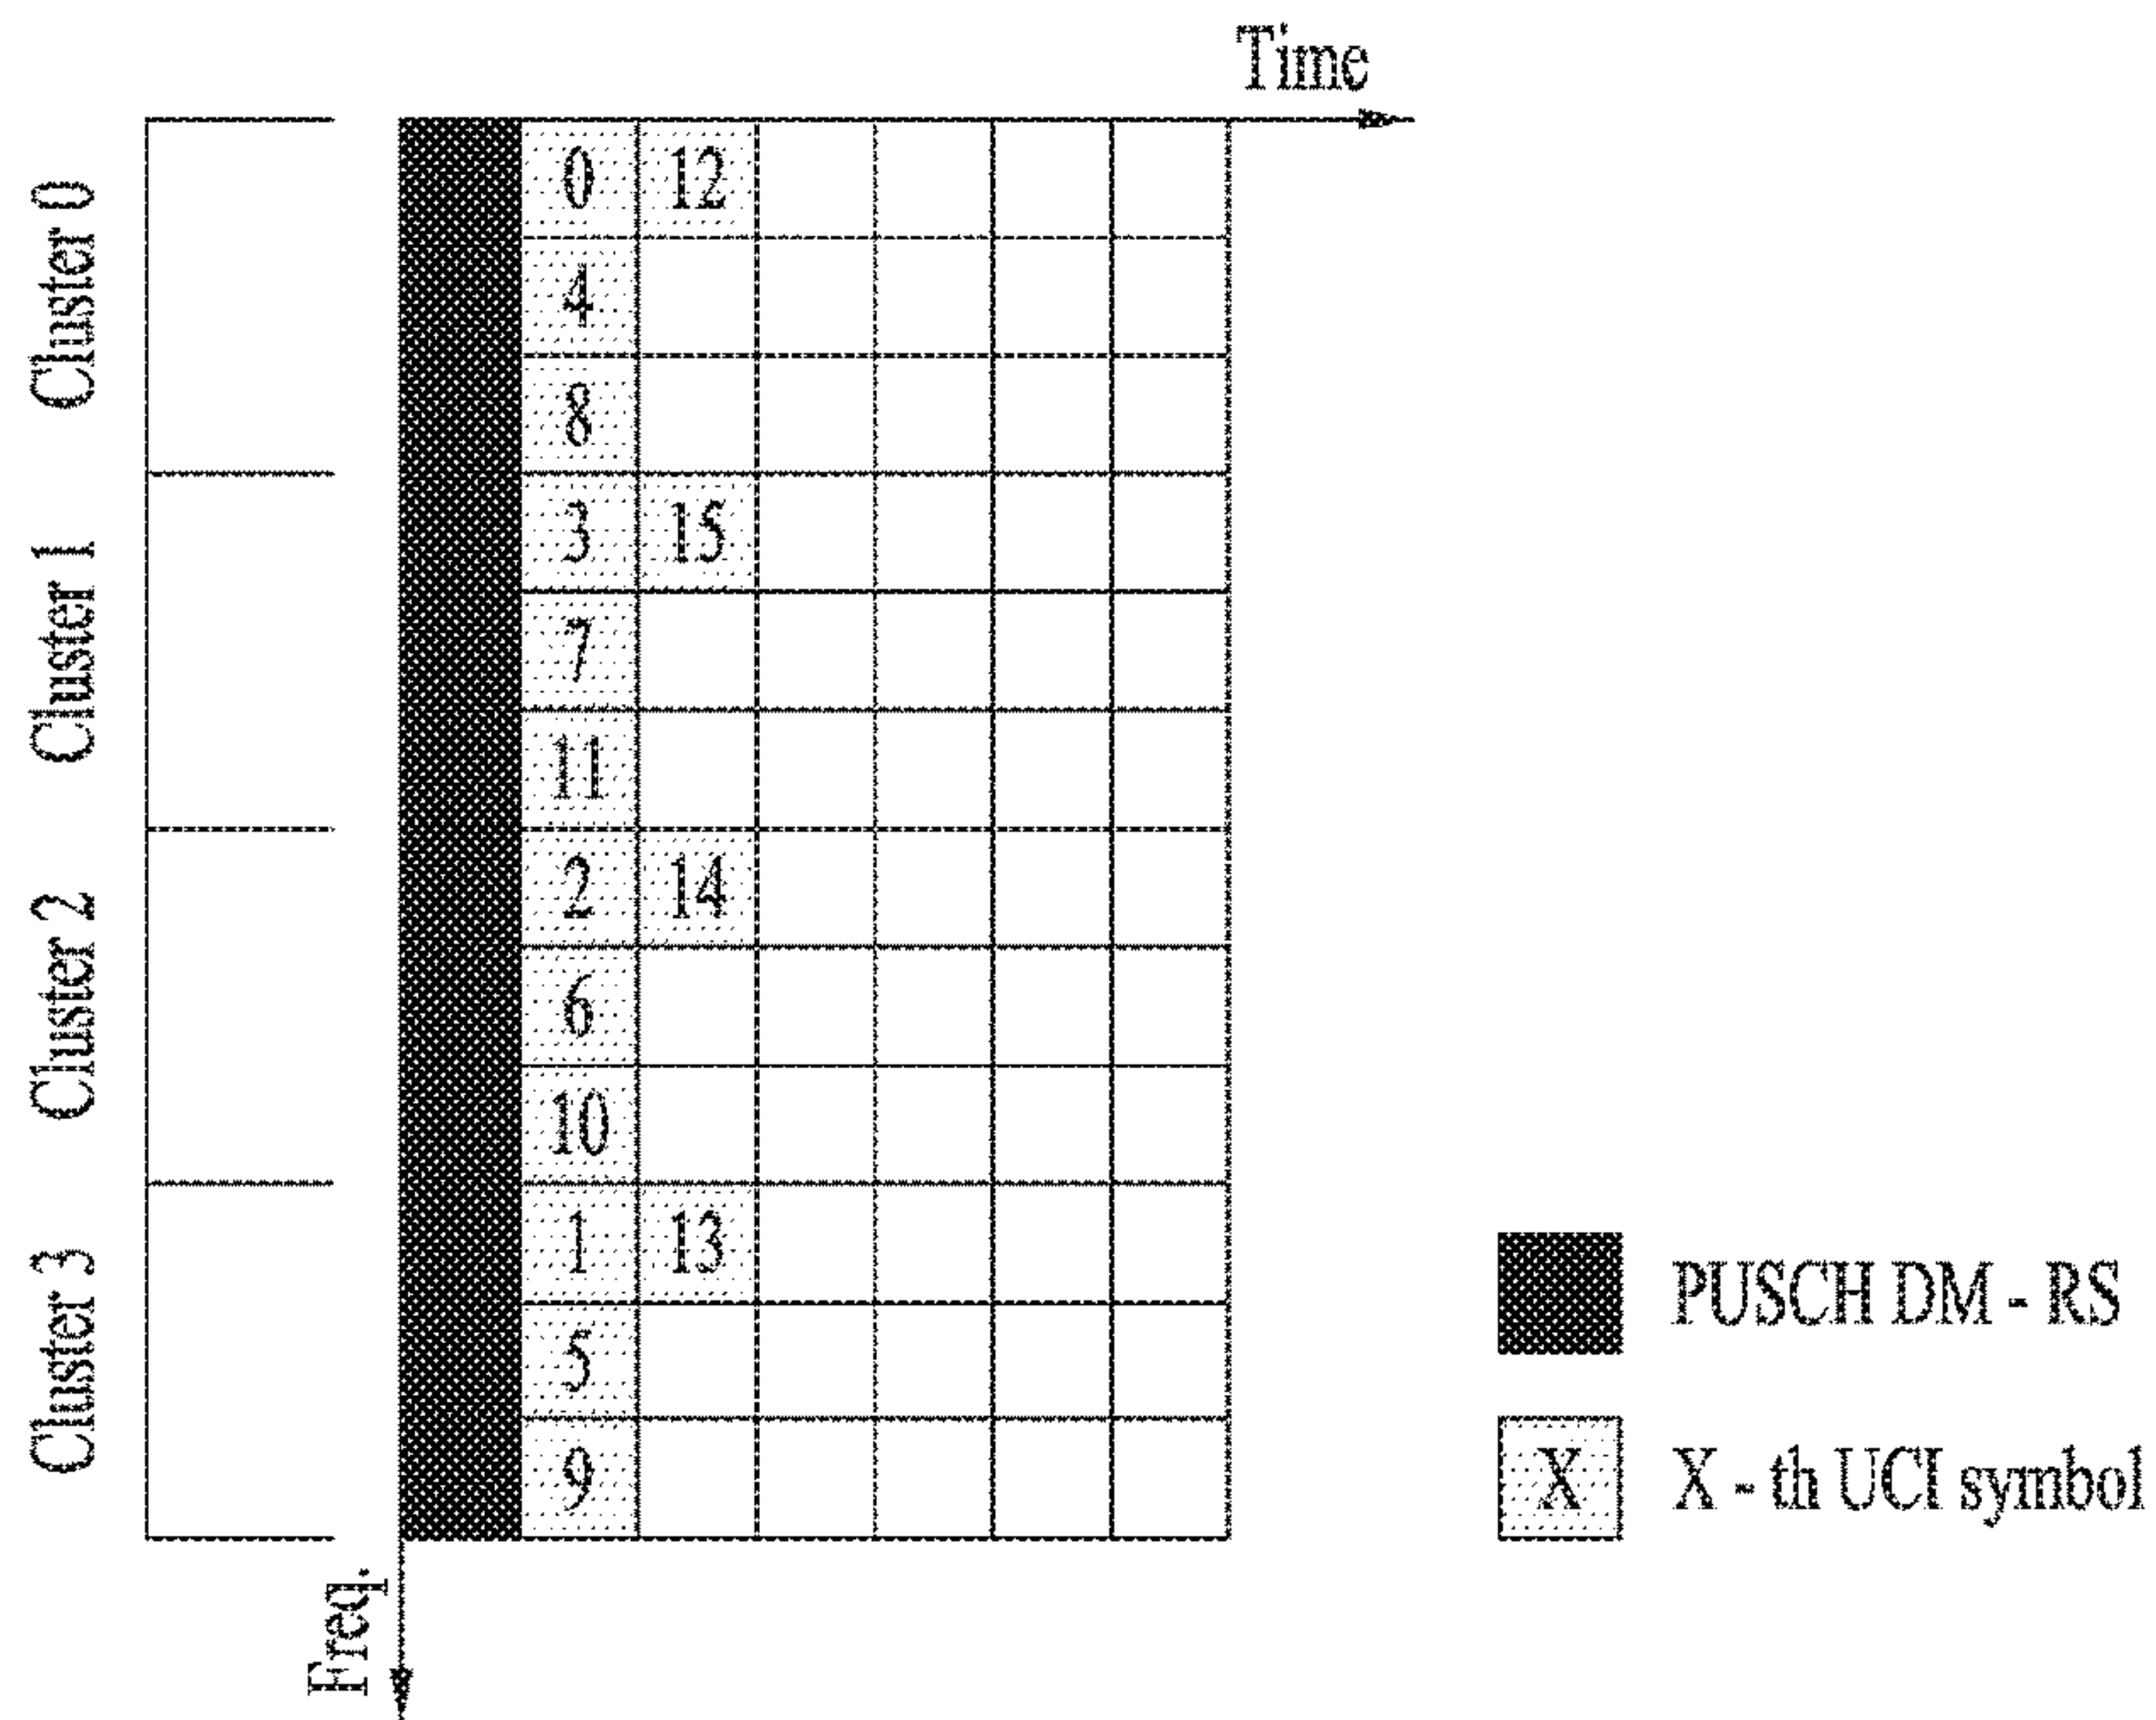 Time
Cluster 0
0 12
4
8
Cluster 1
3 15
7
11
Cluster 2
2 14
6
10
Cluster 3
1 13
5
9
Freq.
PUSCH DM - RS
X X - th UCI symbol